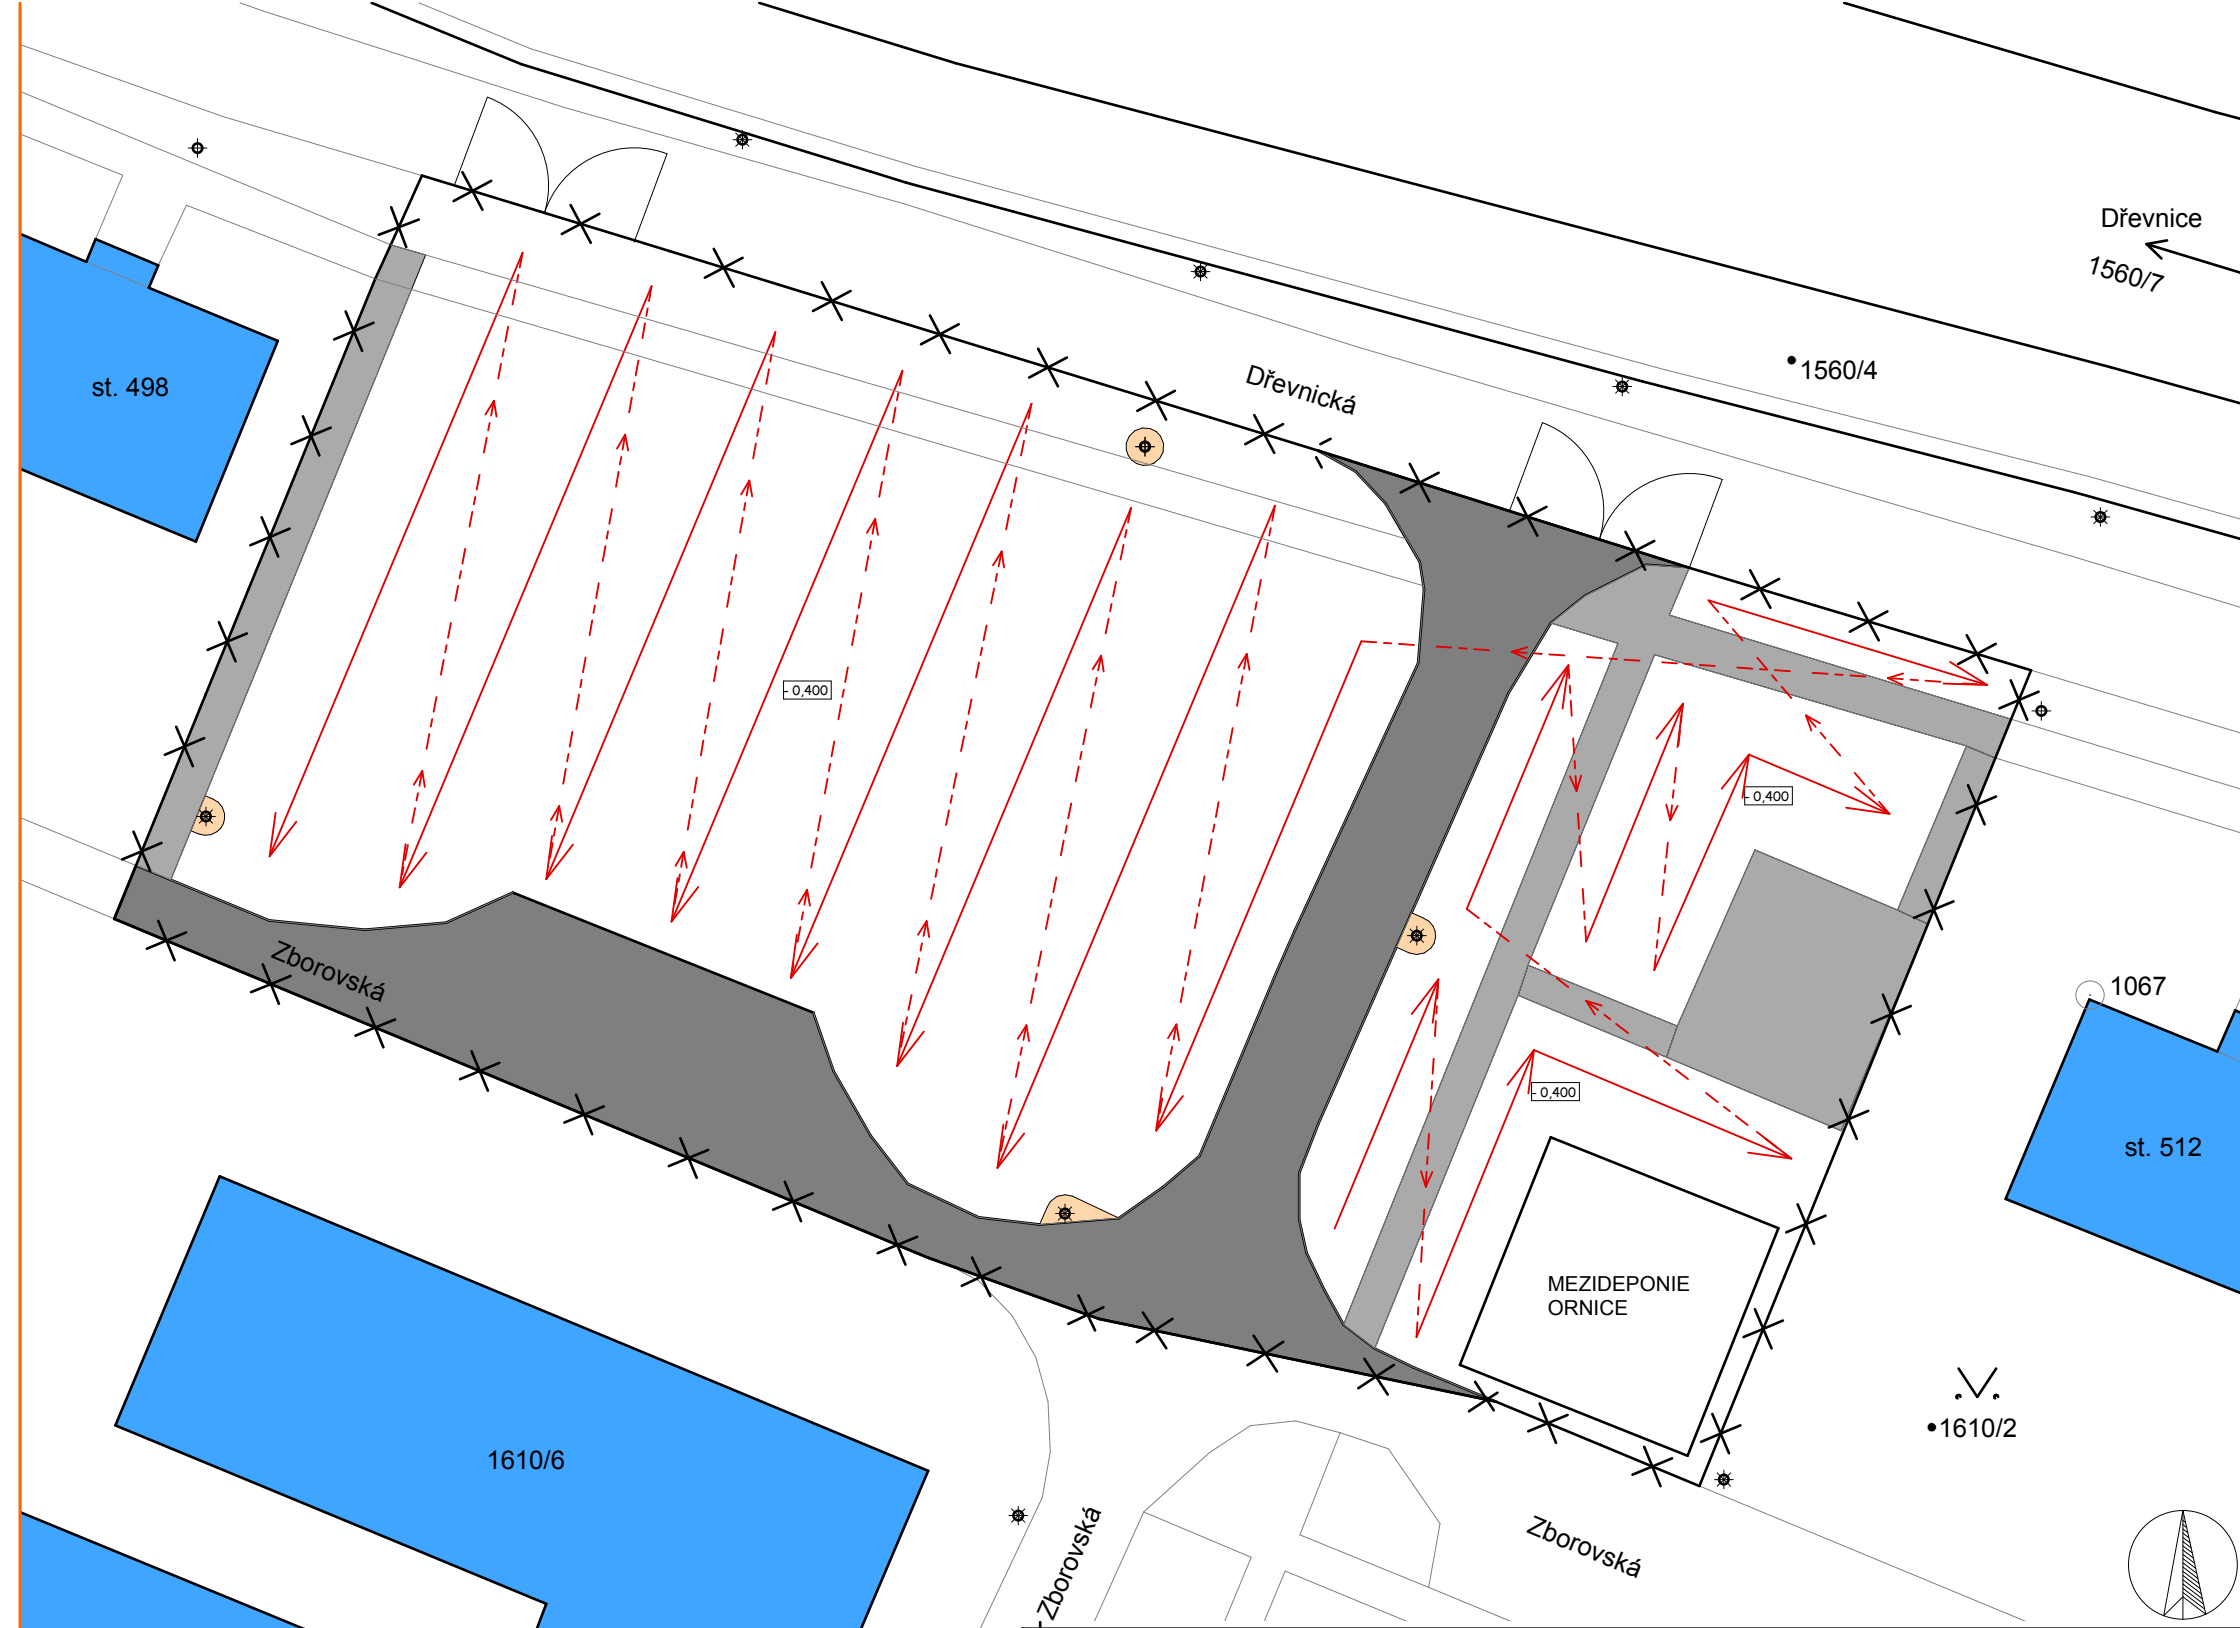 Dřevnice
1560/7
1560/4
Dřevnická
st. 498
- 0,400
- 0,400
Zborovská
1067
- 0,400
st. 512
MEZIDEPONIE
ORNICE
1610/2
1610/6
Zborovská
Zborovská